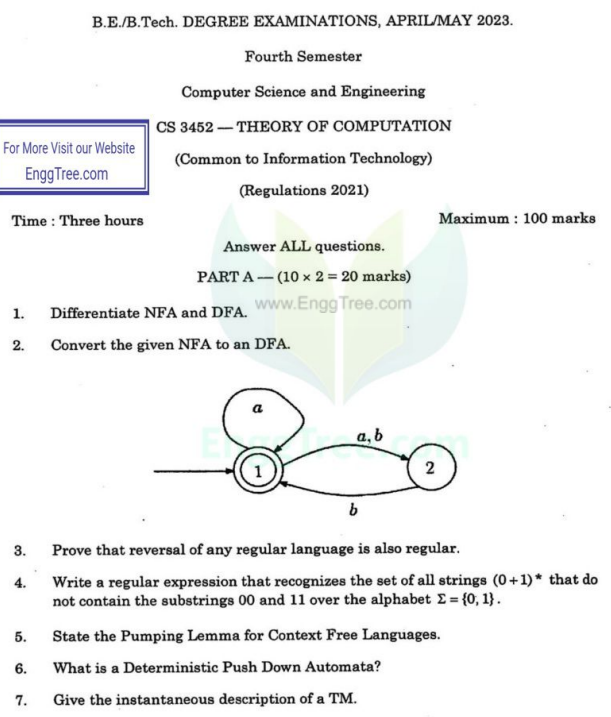 B.E./B.Tech. DEGREE EXAMINATIONS, APRIL/MAY 2023.
Fourth Semester
Computer Science and Engineering
CS 3452 — THEORY OF COMPUTATION
For More Visit our Website
EnggTree.com
(Common to Information Technology)
(Regulations 2021)
Time : Three hours Maximum : 100 marks
Answer ALL questions.
PART A — (10 × 2 = 20 marks)
www.EnggTree.com
1. Differentiate NFA and DFA.
2. Convert the given NFA to an DFA.
a
a, b
EnggTree.com
1
2
b
3. Prove that reversal of any regular language is also regular.
4. Write a regular expression that recognizes the set of all strings (0+1)* that do
not contain the substrings 00 and 11 over the alphabet Σ = {0, 1}.
5. State the Pumping Lemma for Context Free Languages.
6. What is a Deterministic Push Down Automata?
7. Give the instantaneous description of a TM.